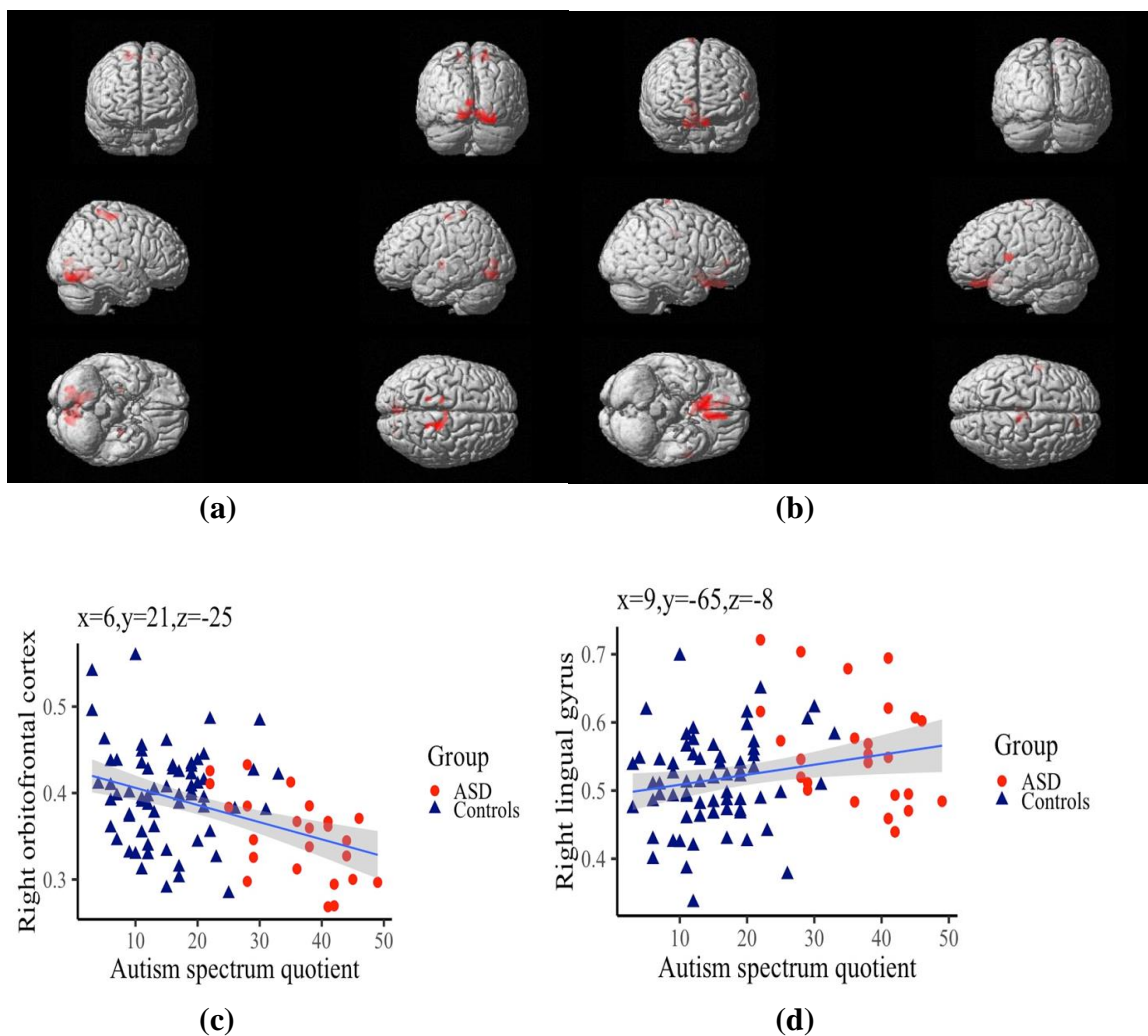 (a)
(b)
x=6,y=21,z=-25
Right orbitofrontal cortex
0.5
0.4
0.3
10 20 30 40 50
Autism spectrum quotient
Group
ASD
Controls
(c)
x=9,y=-65,z=-8
Right lingual gyrus
0.7
0.6
0.5
0.4
10 20 30 40 50
Autism spectrum quotient
Group
ASD
Controls
(d)